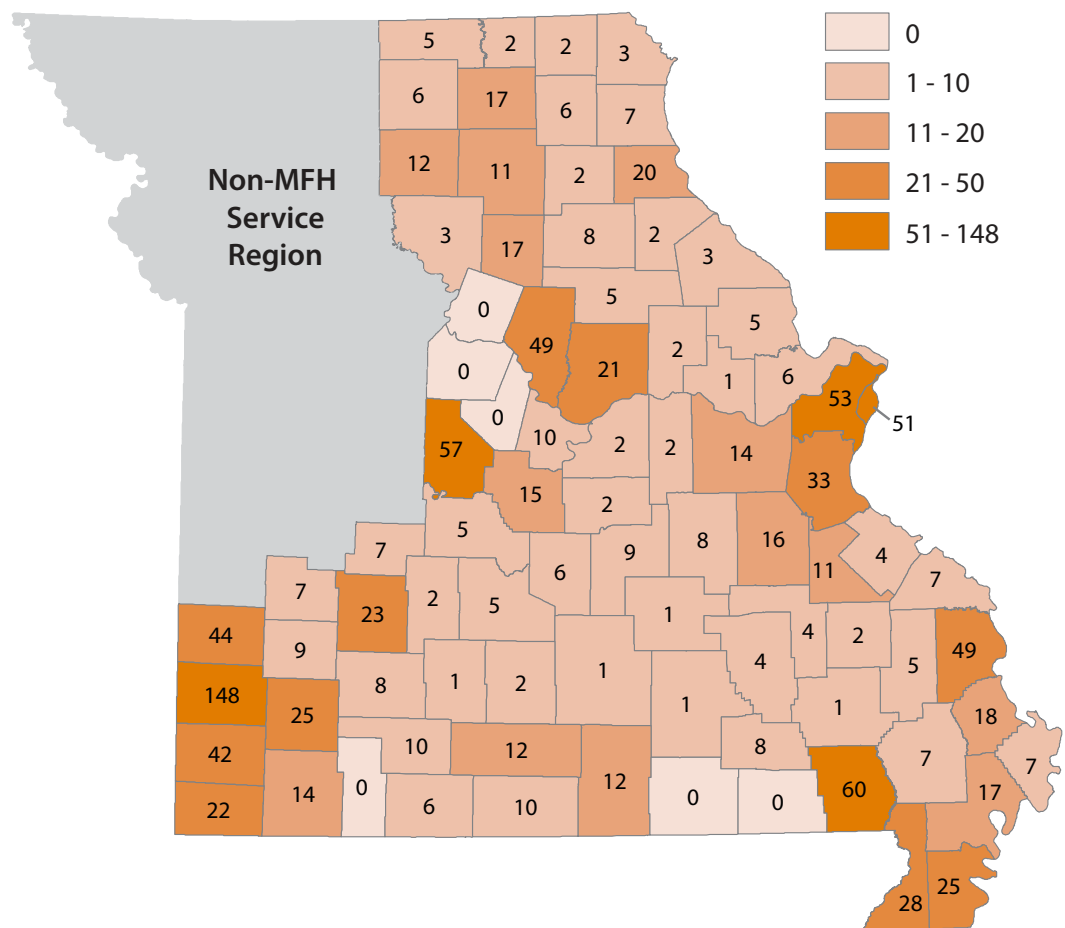 0
1 - 10
11 - 20
21 - 50
51 - 148
Non-MFH
Service
Region
5 2 2 3
6 17 6 7
12 11 2 20
3 17 8 2 3
0 5 5
49 21 2 1 6 53
0
51
0 10 2 2 14
57 15 2 33
5 8 16 4
7 6 9 11 7
7 23 2 5 1
44 9 4 4 2 5 49
148 25 8 1 2 1 1 1 18
42 10 12 8 7 7
22 14 0 6 10 12 0 0 60 17
28 25